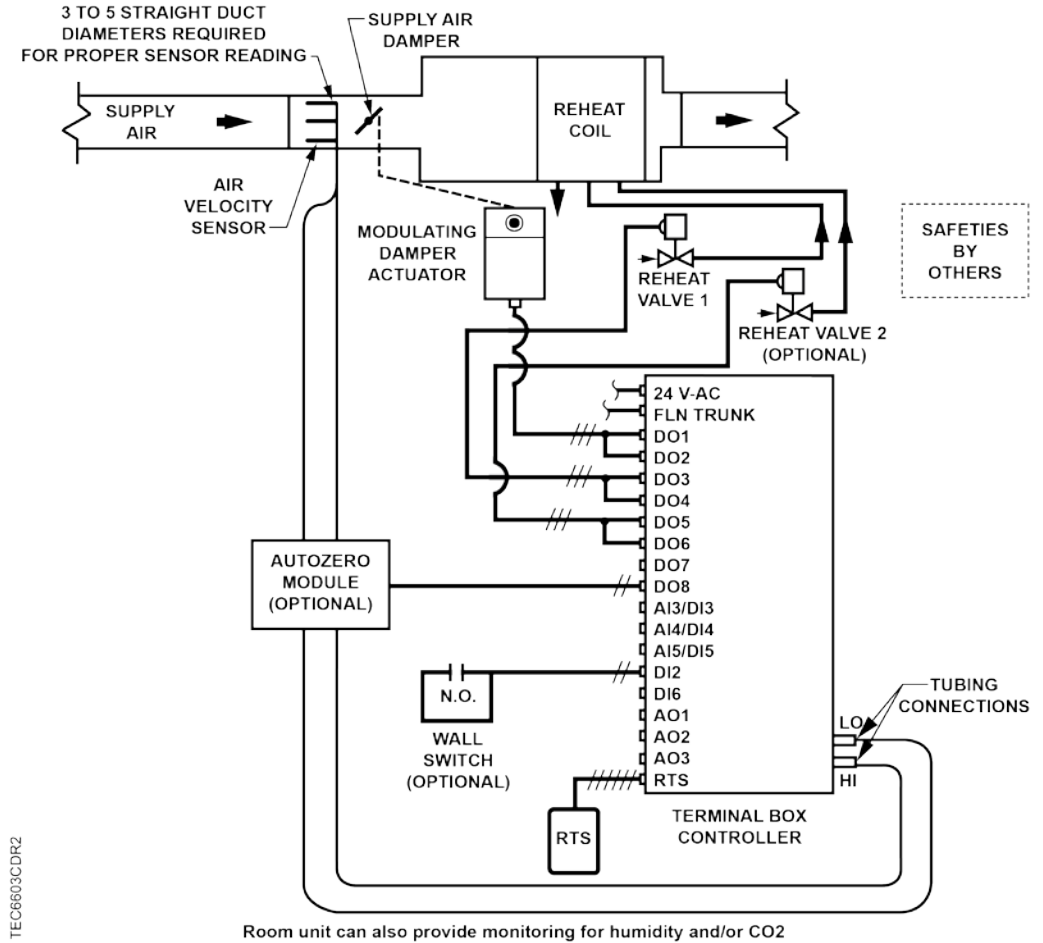 3 TO 5 STRAIGHT DUCT
DIAMETERS REQUIRED
FOR PROPER SENSOR READING
SUPPLY AIR
DAMPER
SUPPLY
AIR
REHEAT
COIL
AIR
VELOCITY
SENSOR
MODULATING
DAMPER
ACTUATOR
REHEAT
VALVE 1
REHEAT VALVE 2
(OPTIONAL)
SAFETIES
BY
OTHERS
24 V-AC
FLN TRUNK
DO1
DO2
DO3
DO4
DO5
DO6
DO7
DO8
AI3/DI3
AI4/DI4
AI5/DI5
DI2
DI6
AO1
AO2
AO3
RTS
AUTOZERO
MODULE
(OPTIONAL)
N.O.
WALL
SWITCH
(OPTIONAL)
RTS
LO
HI
TUBING
CONNECTIONS
TERMINAL BOX
CONTROLLER
TEC6603CDR2
Room unit can also provide monitoring for humidity and/or CO2